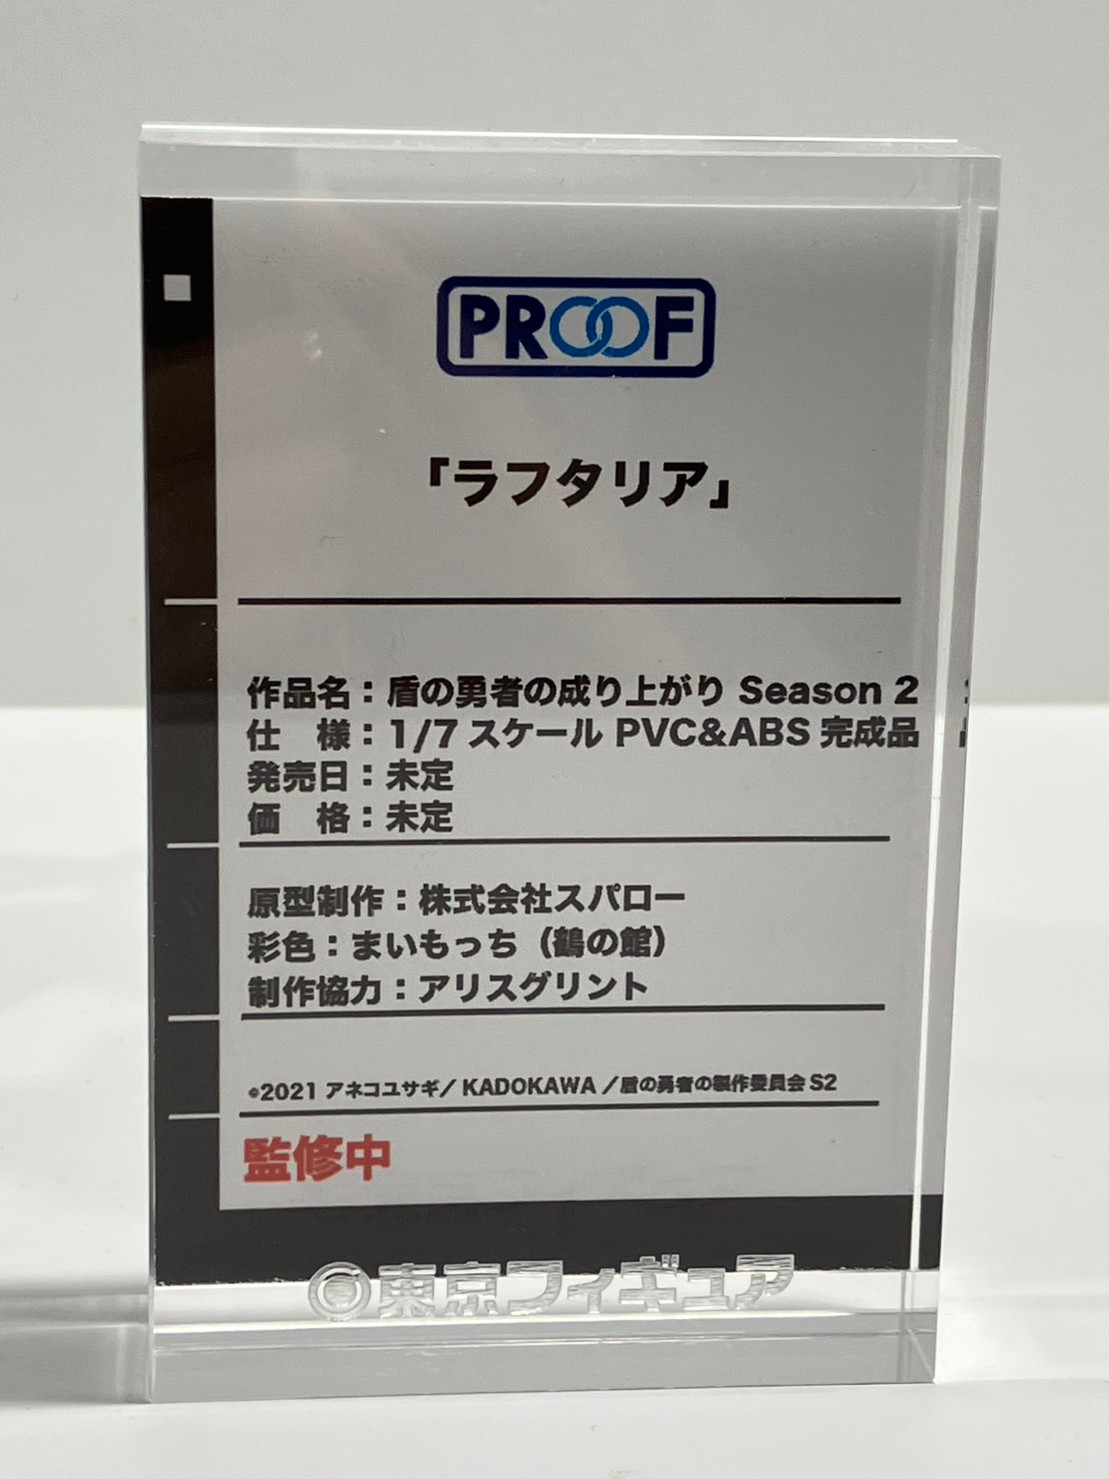 PROOF
「ラフタリア」
作品名：盾の勇者の成り上がり Season 2
仕　様：1/7 スケール PVC&ABS 完成品
発売日：未定
価　格：未定
原型制作：株式会社スパロー
彩色：まいもっち（鶴の館）
制作協力：アリスグリント
©2021 アネコユサギ／KADOKAWA／盾の勇者の製作委員会S2
監修中
©東京フィギュア